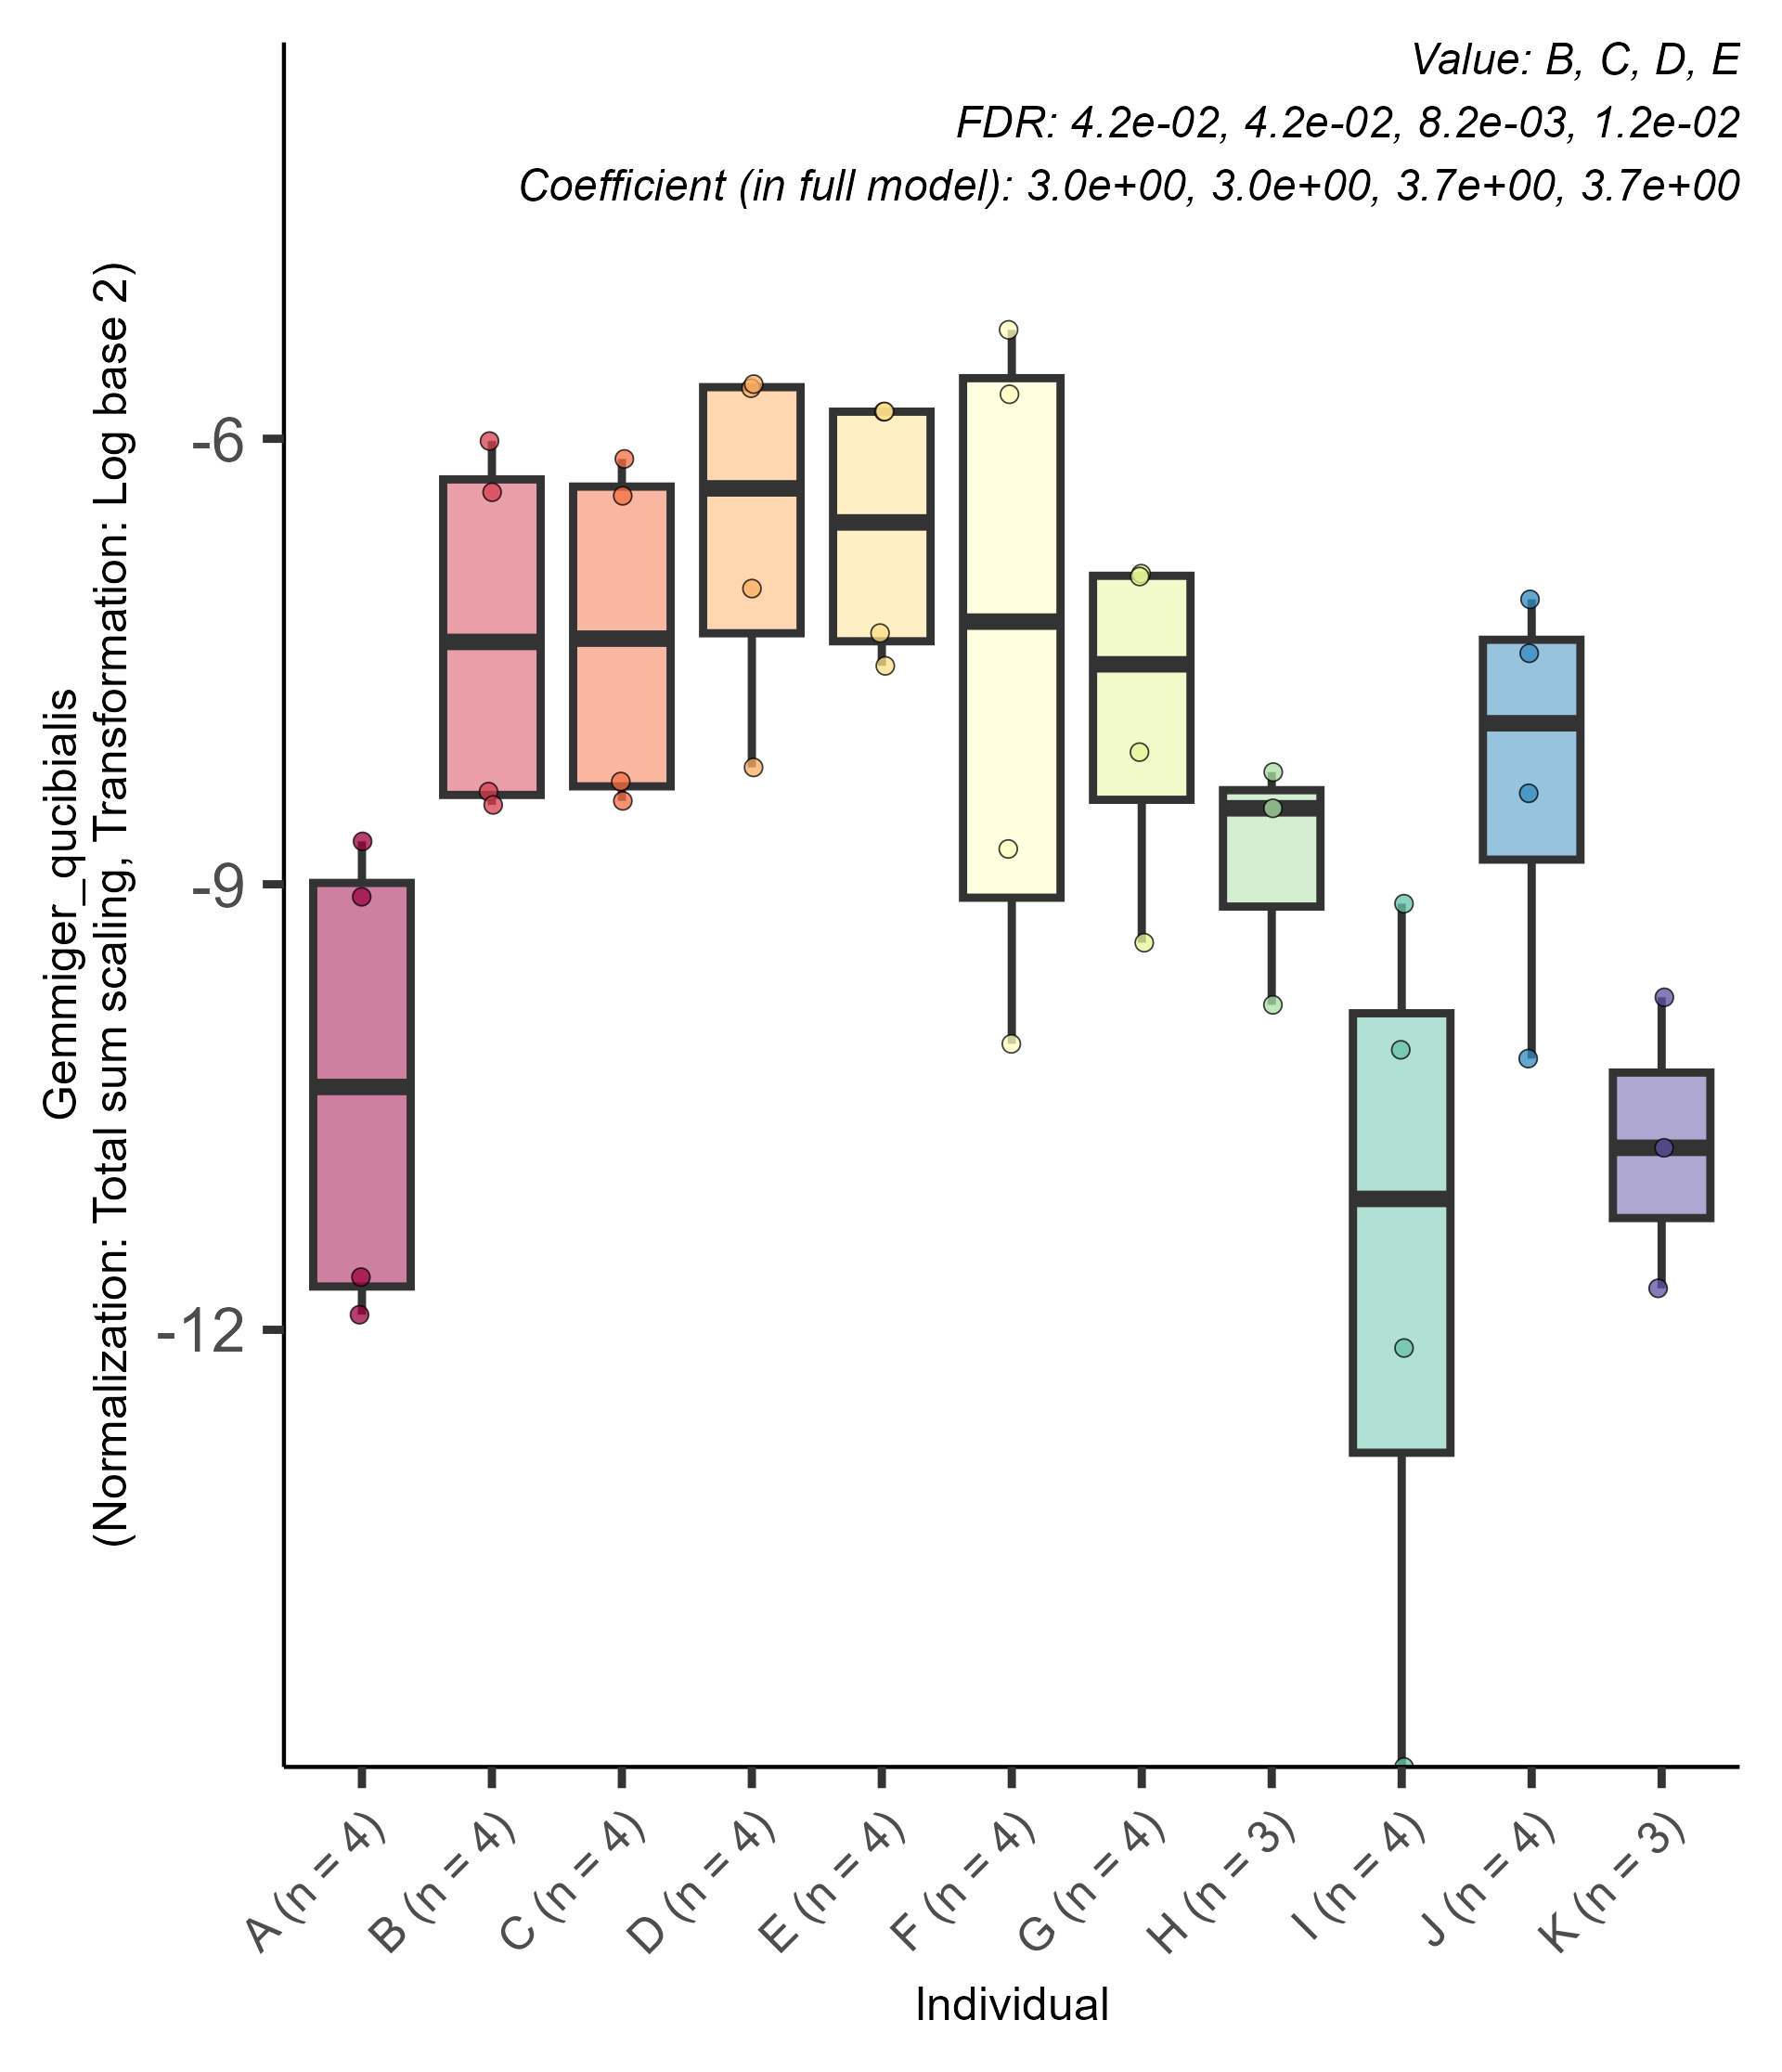 Value: B, C, D, E
FDR: 4.2e-02, 4.2e-02, 8.2e-03, 1.2e-02
Coefficient (in full model): 3.0e+00, 3.0e+00, 3.7e+00, 3.7e+00
Gemmiger_qucibialis
(Normalization: Total sum scaling, Transformation: Log base 2)
-6
-9
-12
A (n = 4)
B (n = 4)
C (n = 4)
D (n = 4)
E (n = 4)
F (n = 4)
G (n = 4)
H (n = 3)
I (n = 4)
J (n = 4)
K (n = 3)
Individual